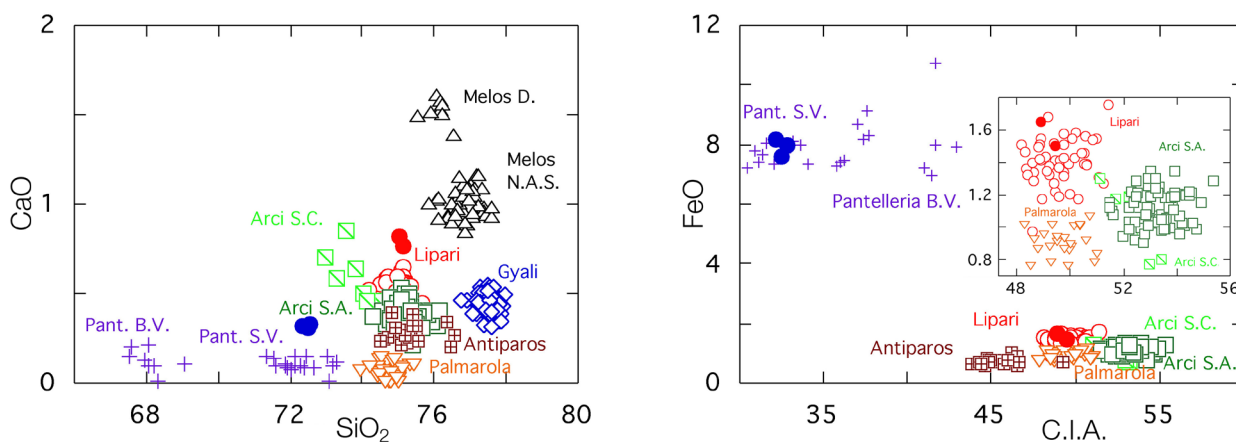 2
Melos D.
Melos
N.A.S.
CaO
1
Arci S.C.
Lipari
Gyali
Arci S.A.
Pant. B.V.
Pant. S.V.
Antiparos
Palmarola
0
68
72
76
80
SiO2
12
Pant. S.V.
8
Pantelleria B.V.
FeO
4
1.6
1.2
0.8
Lipari
Arci S.A.
Palmarola
Arci S.C
48
52
56
Lipari
Arci S.C.
Antiparos
Palmarola
Arci S.A.
0
35
45
55
C.I.A.